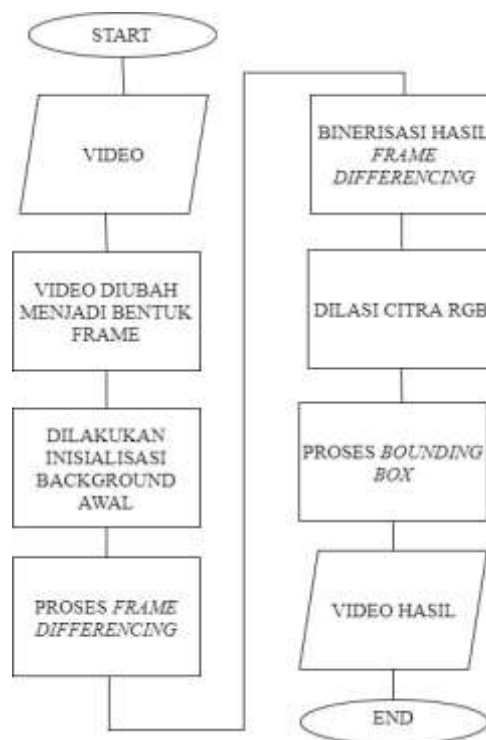 START
VIDEO
VIDEO DIUBAH
MENJADI BENTUK
FRAME
DILAKUKAN
INISIALISASI
BACKGROUND
AWAL
PROSES FRAME
DIFFERENCING
BINERISASI HASIL
FRAME
DIFFERENCING
DILASI CITRA RGB
PROSES BOUNDING
BOX
VIDEO HASIL
END